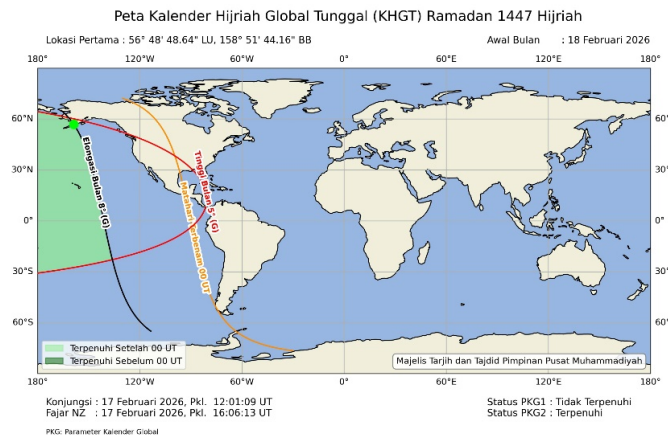 Peta Kalender Hijriah Global Tunggal (KHGT) Ramadan 1447 Hijriah
Lokasi Pertama : 56° 48' 48.64" LU, 158° 51' 44.16" BB
Awal Bulan : 18 Februari 2026
180° 120°W 60°W 0° 60°E 120°E 180°
60°N
30°N
0°
30°S
60°S
60°N
30°N
0°
30°S
60°S
Elongasi Bulan 8° (G)
Tinggi Bulan 5° (G)
Matahari Terbenam 00 UT
Terpenuhi Setelah 00 UT
Terpenuhi Sebelum 00 UT
Majelis Tarjih dan Tajdid Pimpinan Pusat Muhammadiyah
180° 120°W 60°W 0° 60°E 120°E 180°
Konjungsi : 17 Februari 2026, Pkl. 12:01:09 UT
Fajar NZ : 17 Februari 2026, Pkl. 16:06:13 UT
Status PKG1 : Tidak Terpenuhi
Status PKG2 : Terpenuhi
PKG: Parameter Kalender Global